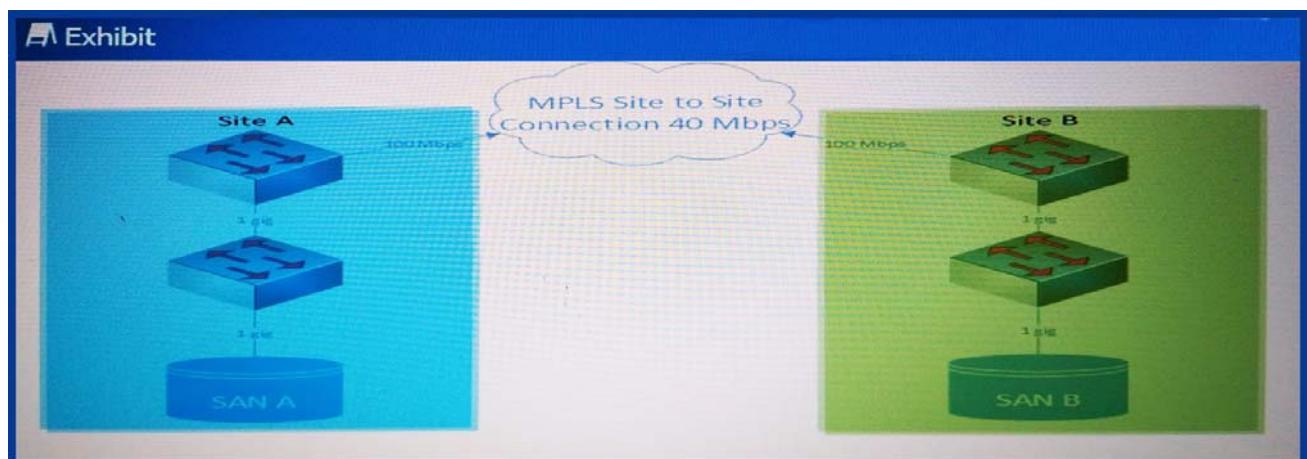 Exhibit
MPLS Site to Site
Connection 40 Mbps
Site A
100 Mbps
1 gig
1 gig
SAN A
Site B
100 Mbps
1 gig
1 gig
SAN B